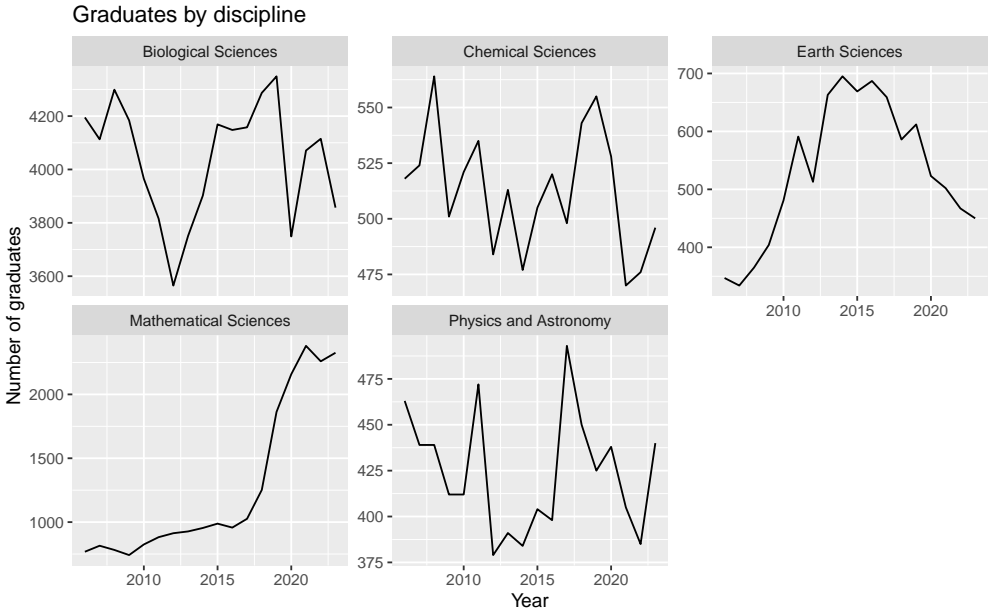 Graduates by discipline
Biological Sciences
Chemical Sciences
Earth Sciences
4200
4000
3800
3600
550
525
500
475
700
600
500
400
2010 2015 2020
Mathematical Sciences
Physics and Astronomy
2000
1500
1000
475
450
425
400
375
2010 2015 2020
2010 2015 2020
Number of graduates
Year